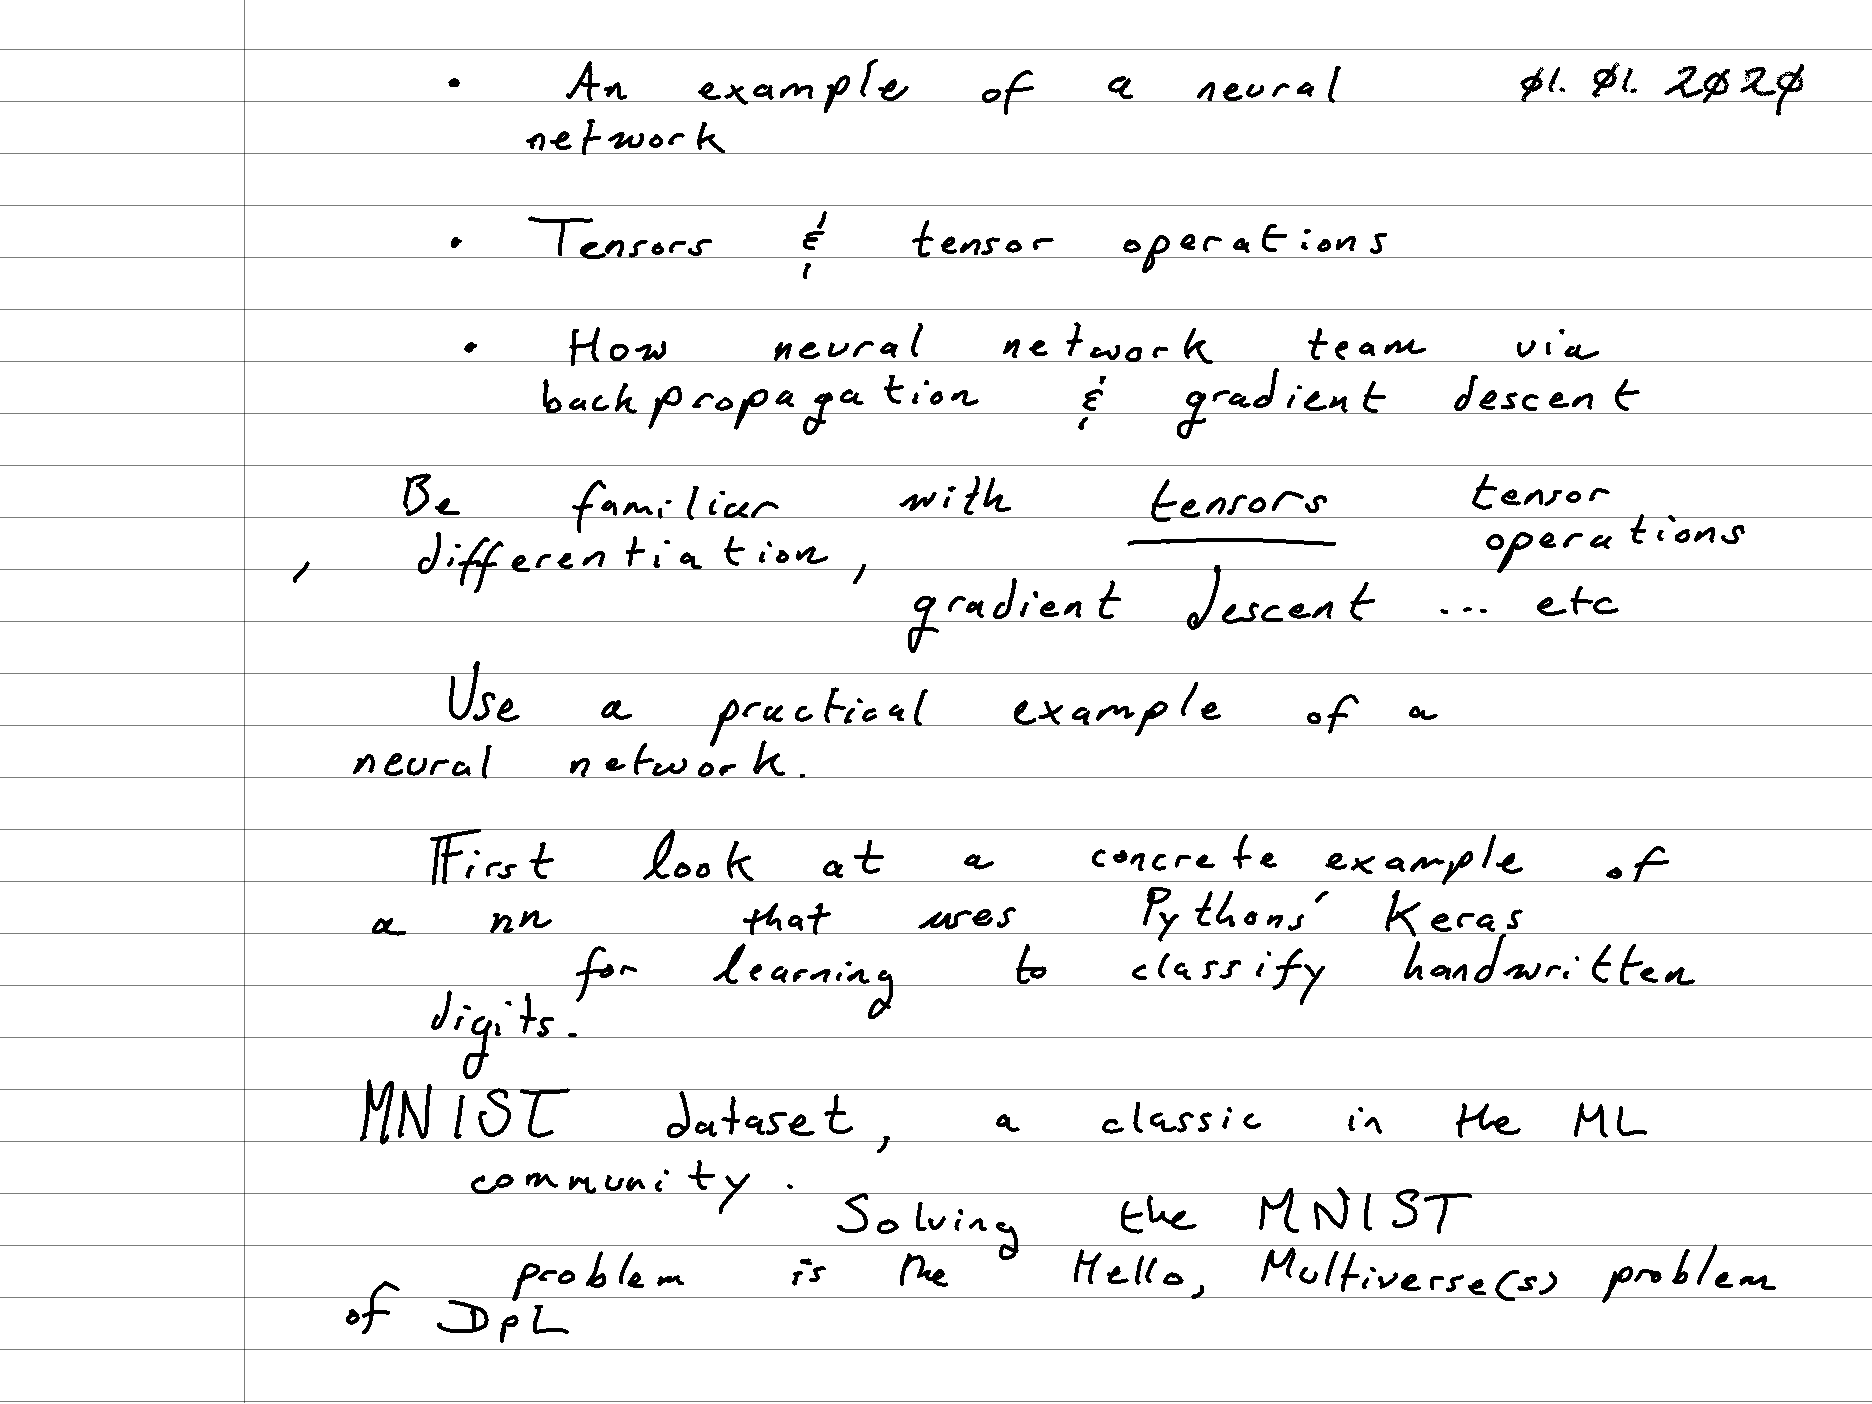 • An example of a neural 01.01.2020
network
• Tensors & tensor operations
• How neural network team via
backpropagation & gradient descent
Be familiar with tensors tensor
operations
, differentiation,
gradient descent ... etc
Use a practical example of a
neural network.
First look at a concrete example of
a nn that uses Pythons' Keras
for learning to classify handwritten
digits.
MNIST dataset, a classic in the ML
community.
Solving the MNIST
problem is the Hello, Multiverse(s) problem
of DpL